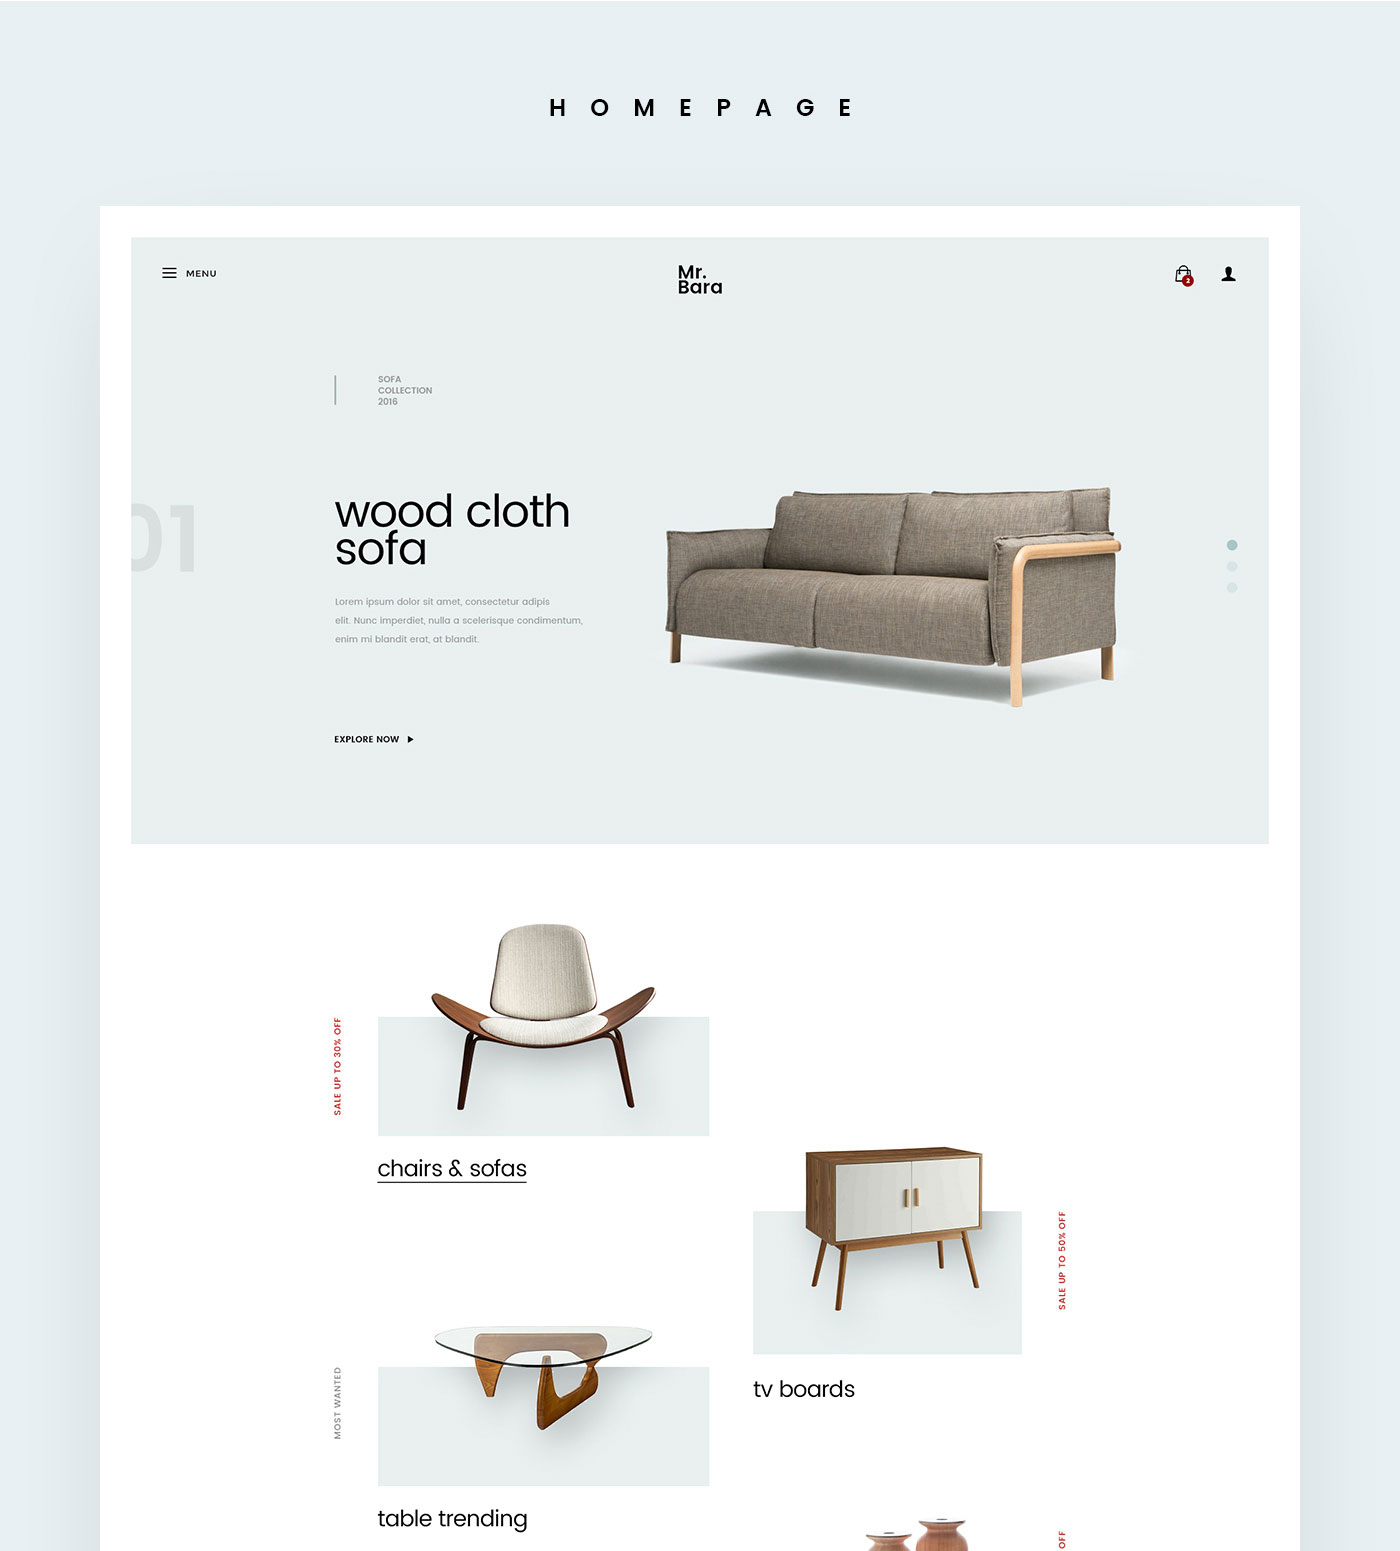 HOMEPAGE
MENU
Mr.
Bara
2
SOFA
COLLECTION
2016
01
wood cloth
sofa
Lorem ipsum dolor sit amet, consectetur adipis
elit. Nunc imperdiet, nulla a scelerisque condimentum,
enim mi blandit erat, at blandit.
EXPLORE NOW
SALE UP TO 30% OFF
chairs & sofas
SALE UP TO 50% OFF
tv boards
MOST WANTED
table trending
OFF